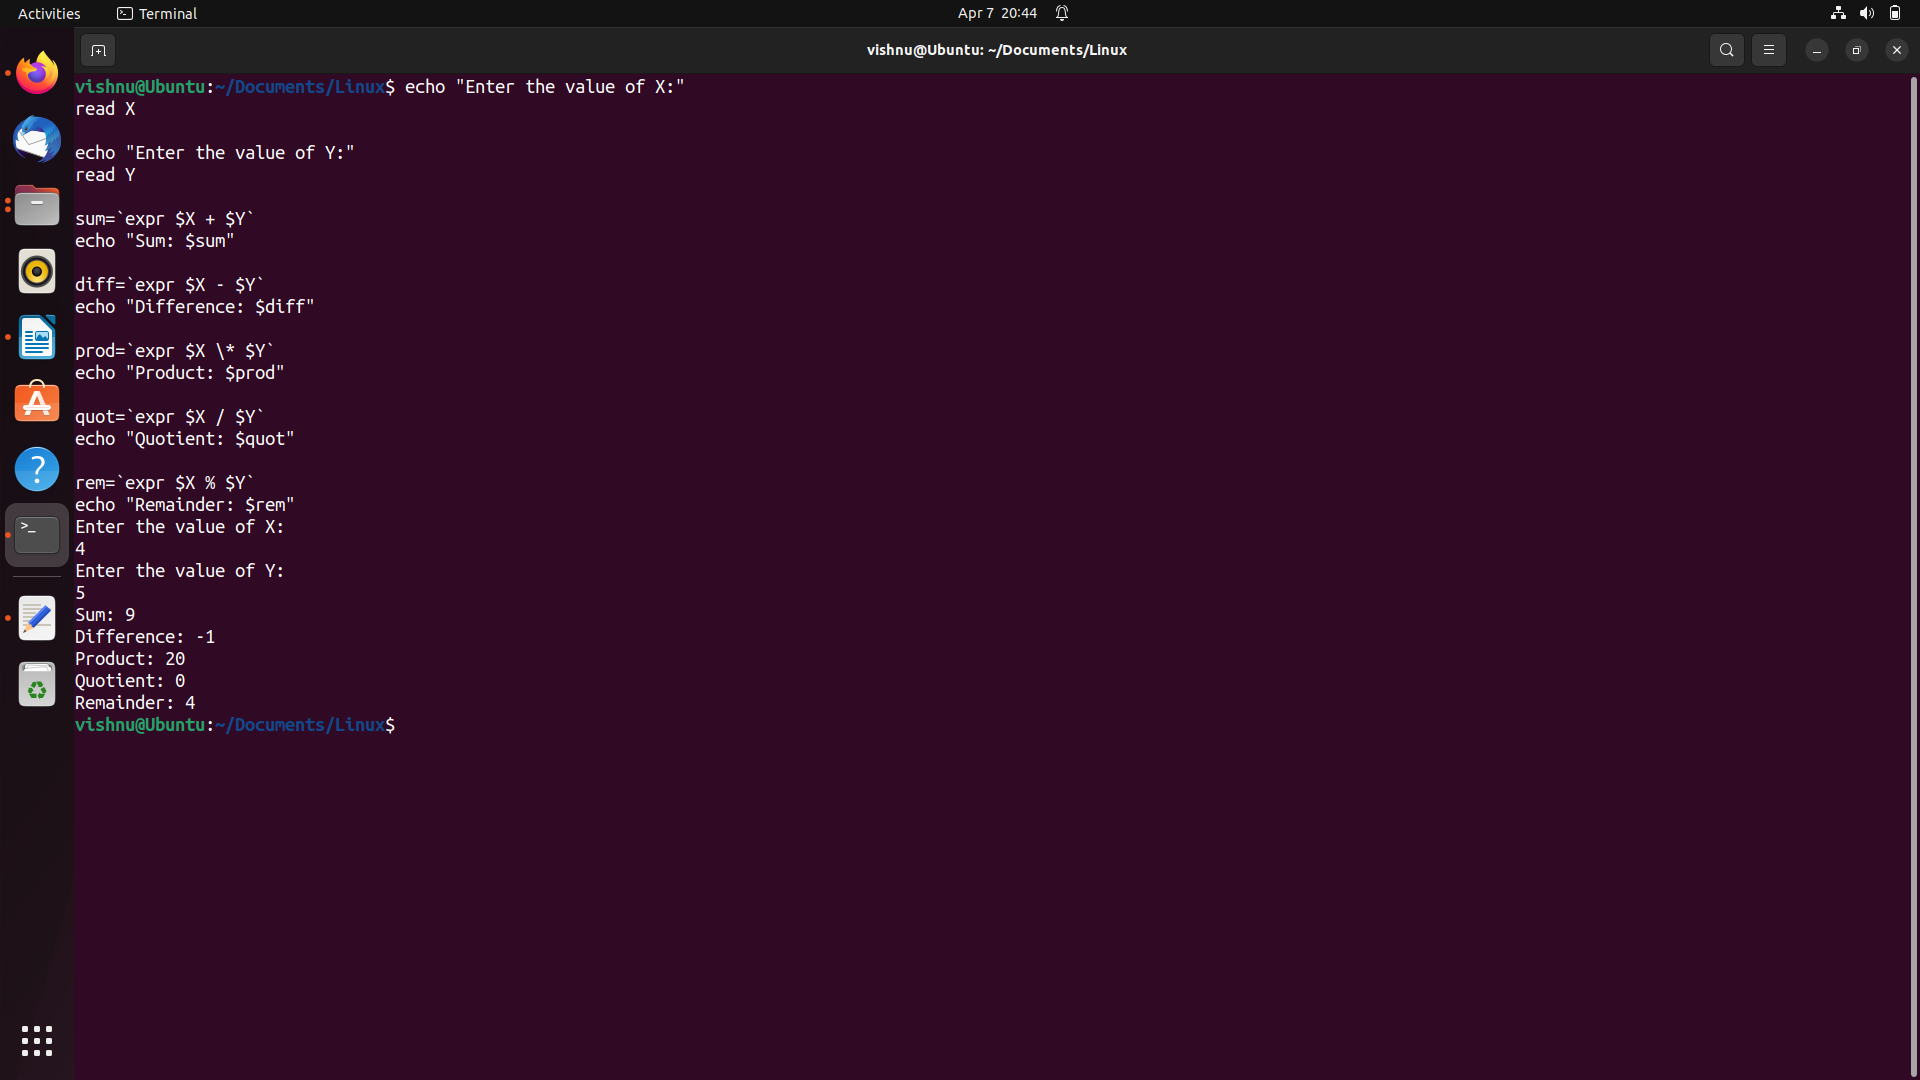 Activities
Terminal
Apr 7 20:44
vishnu@Ubuntu: ~/Documents/Linux
vishnu@Ubuntu:~/Documents/Linux$ echo "Enter the value of X:"
read X
echo "Enter the value of Y:"
read Y
sum=`expr $X + $Y`
echo "Sum: $sum"
diff=`expr $X - $Y`
echo "Difference: $diff"
prod=`expr $X \* $Y`
echo "Product: $prod"
quot=`expr $X / $Y`
echo "Quotient: $quot"
rem=`expr $X % $Y`
echo "Remainder: $rem"
Enter the value of X:
4
Enter the value of Y:
5
Sum: 9
Difference: -1
Product: 20
Quotient: 0
Remainder: 4
vishnu@Ubuntu:~/Documents/Linux$